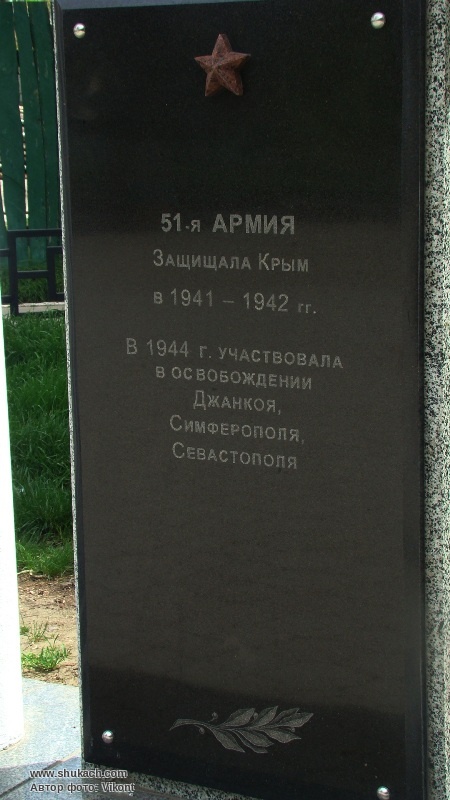 51-я АРМИЯ
ЗАЩИЩАЛА КРЫМ
В 1941 – 1942 ГГ.
В 1944 Г. УЧАСТВОВАЛА
В ОСВОБОЖДЕНИИ
ДЖАНКОЯ,
СИМФЕРОПОЛЯ,
СЕВАСТОПОЛЯ
www.shukach.com
Автор фото: Vikont